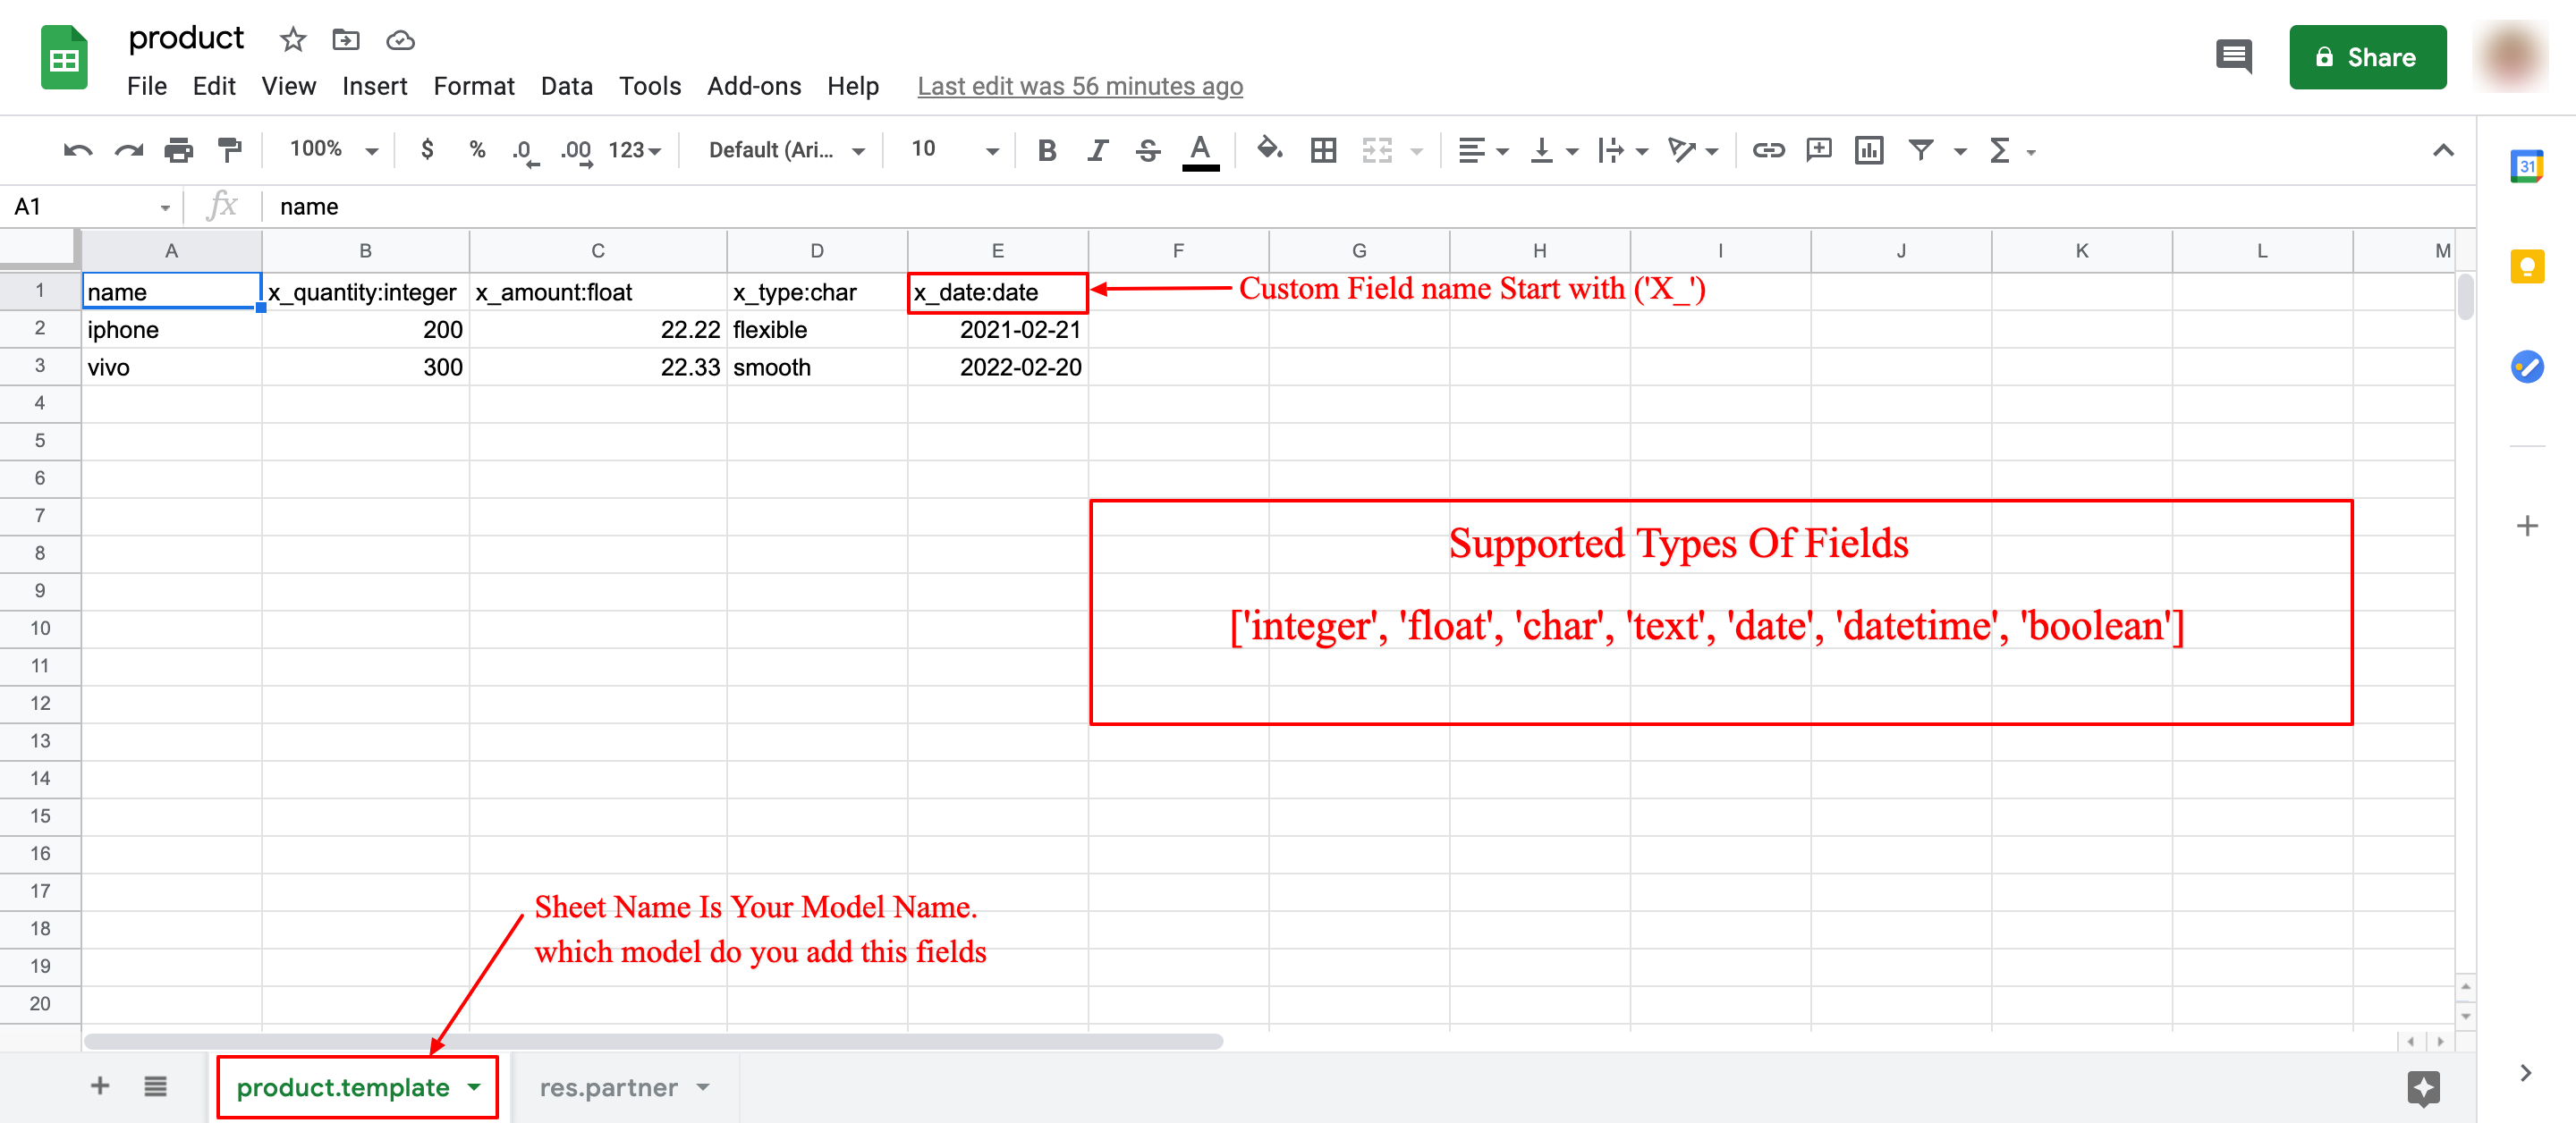 product
File Edit View Insert Format Data Tools Add-ons Help Last edit was 56 minutes ago
Share
100% $ % .0 .00 123 Default (Ari... 10 B I S A Σ
31
A1 fx name
A B C D E F G H I J K L M
1 name x_quantity:integer x_amount:float x_type:char x_date:date Custom Field name Start with ('X_')
2 iphone 200 22.22 flexible 2021-02-21
3 vivo 300 22.33 smooth 2022-02-20
4
5
6
7
8 Supported Types Of Fields
9
10 ['integer', 'float', 'char', 'text', 'date', 'datetime', 'boolean']
11
12
13
14
15
16
17
18 Sheet Name Is Your Model Name.
19 which model do you add this fields
20
product.template res.partner